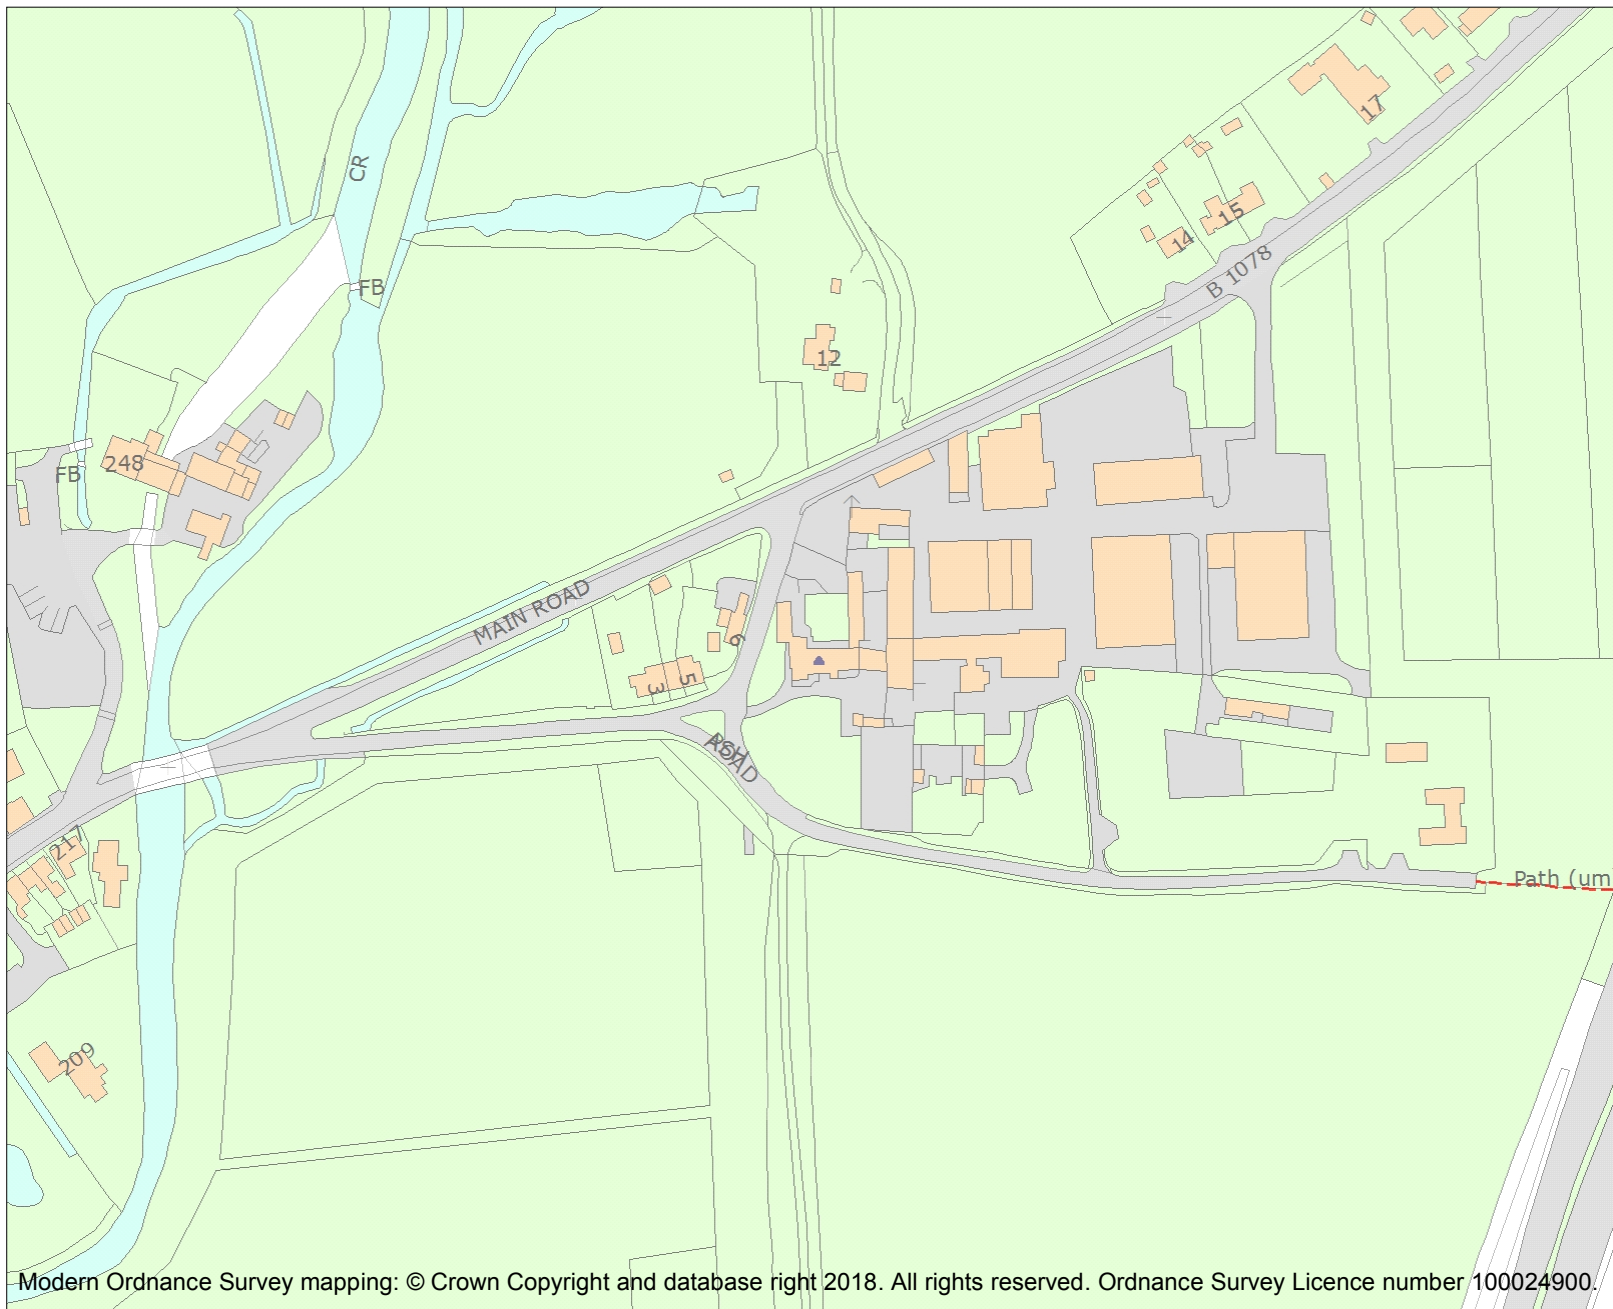 17
CR
15
14
B 1078
FB
12
248
FB
MAIN ROAD
6
5
3
ASH
ROAD
217
Path (um
209
Modern Ordnance Survey mapping: © Crown Copyright and database right 2018. All rights reserved. Ordnance Survey Licence number 100024900.